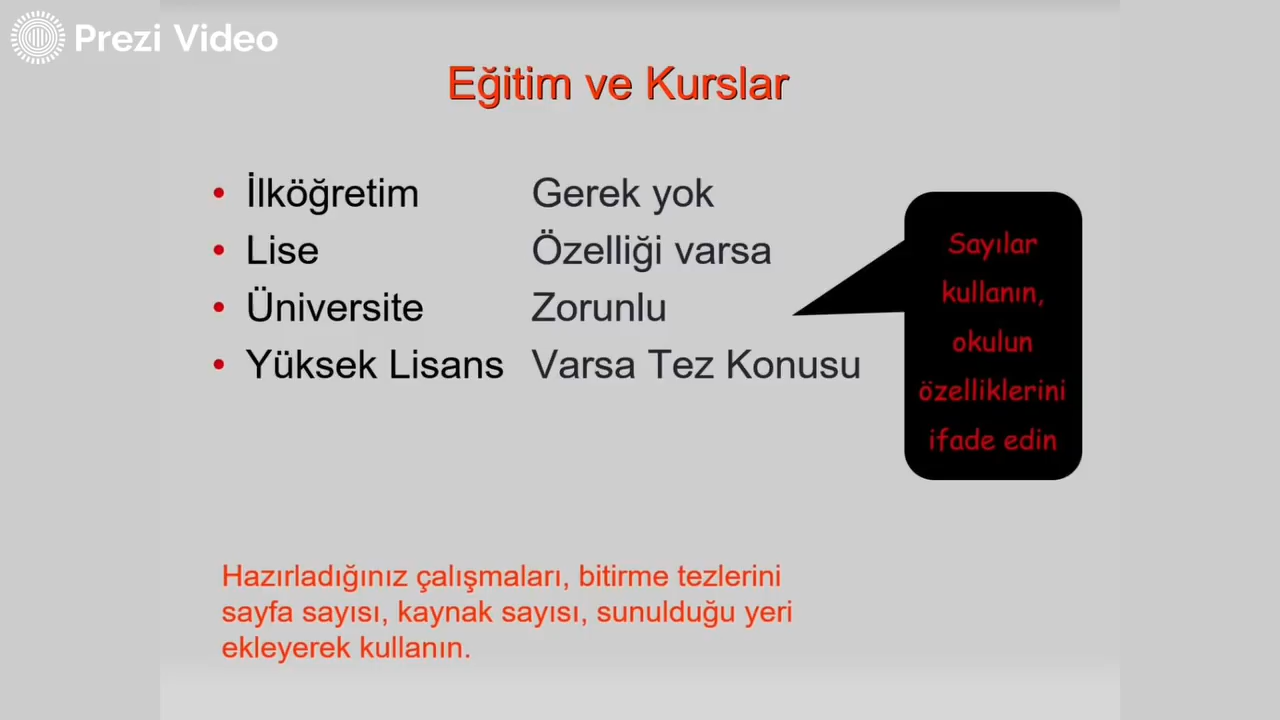 Prezi Video
Eğitim ve Kurslar
• İlköğretim Gerek yok
• Lise Özelliği varsa
• Üniversite Zorunlu
• Yüksek Lisans Varsa Tez Konusu
Sayılar
kullanın,
okulun
özelliklerini
ifade edin
Hazırladığınız çalışmaları, bitirme tezlerini
sayfa sayısı, kaynak sayısı, sunulduğu yeri
ekleyerek kullanın.